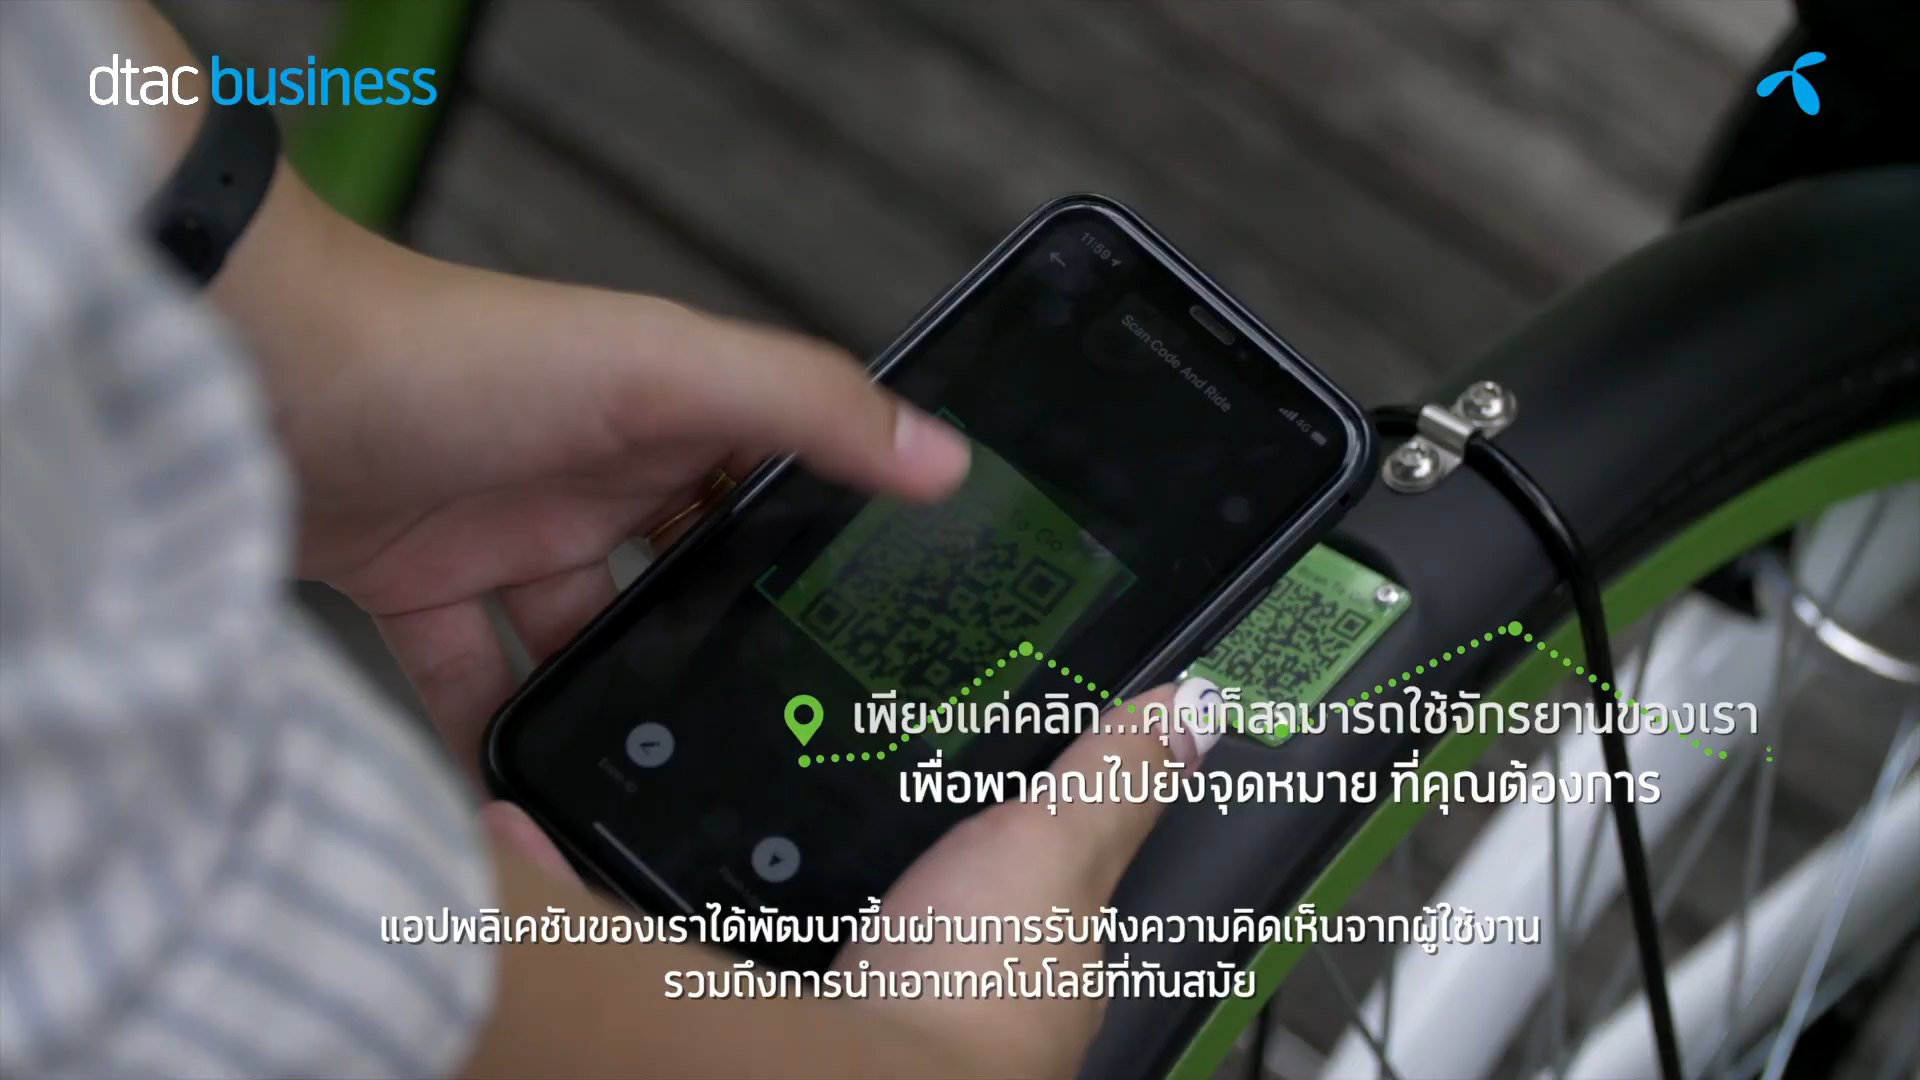 dtac business
11:59
Scan Code And Ride
4G
To Go
เพียงแค่คลิก...คุณก็สามารถใช้จักรยานของเรา
เพื่อพาคุณไปยังจุดหมาย ที่คุณต้องการ
แอปพลิเคชันของเราได้พัฒนาขึ้นผ่านการรับฟังความคิดเห็นจากผู้ใช้งาน
รวมถึงการนำเอาเทคโนโลยีที่ทันสมัย